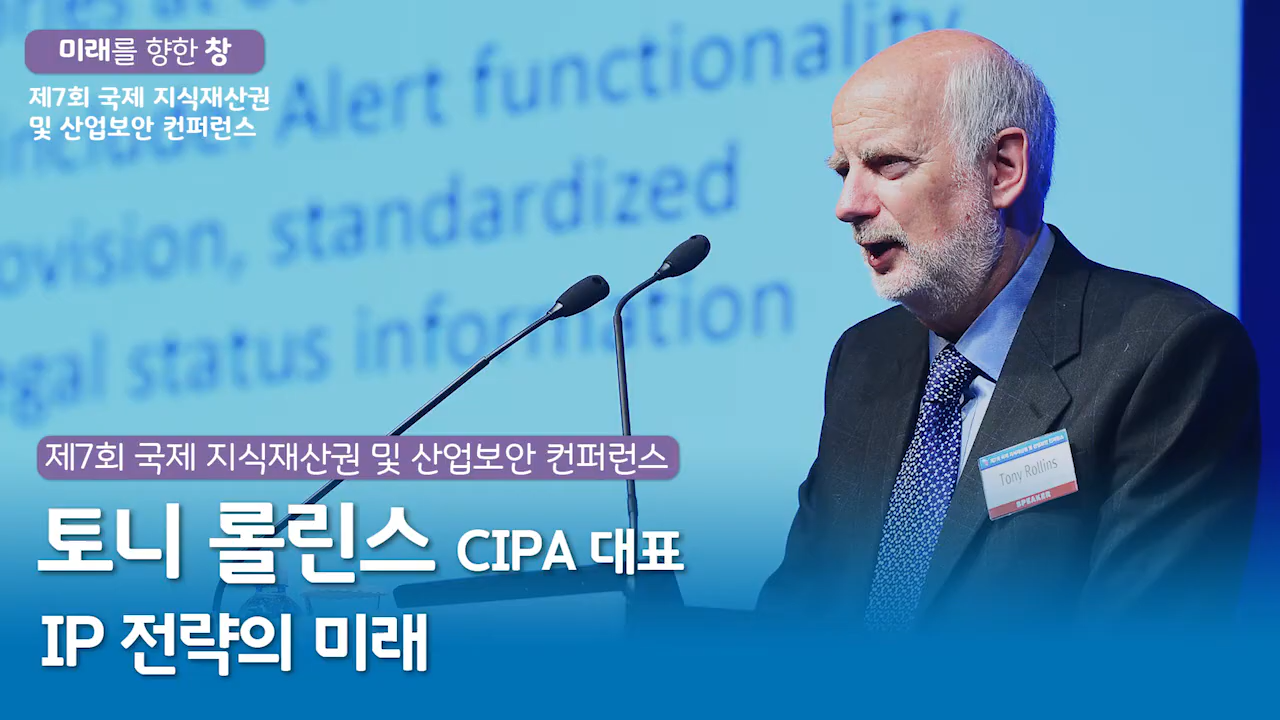 미래를 향한 창
제7회 국제 지식재산권
및 산업보안 컨퍼런스
Alert functionality
standardized
legal status information
Tony Rollins
SPEAKER
제7회 국제 지식재산권 및 산업보안 컨퍼런스
토니 롤린스 CIPA 대표
IP 전략의 미래